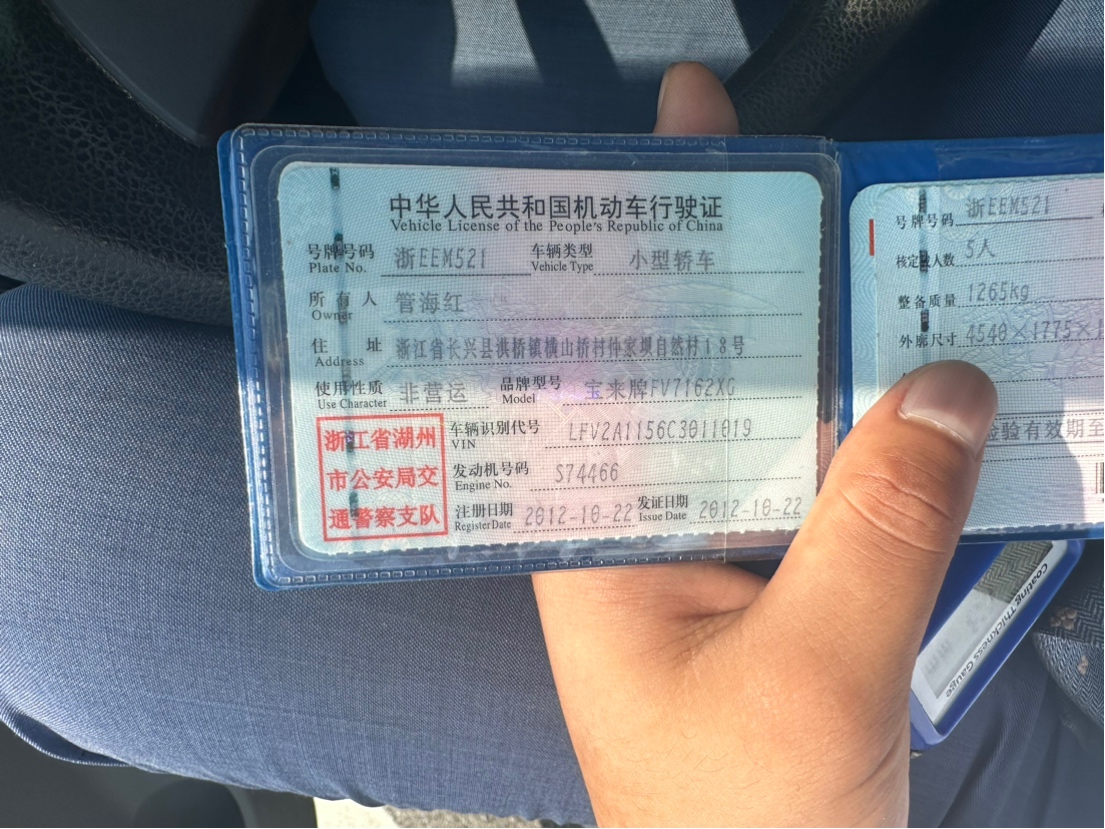 中华人民共和国机动车行驶证
Vehicle License of the People's Republic of China
号牌号码 浙EEM521 车辆类型 小型轿车
Plate No. Vehicle Type
所有人 管海红
Owner
住址 浙江省长兴县洪桥镇横山桥村仲家坝自然村18号
Address
使用性质 非营运 品牌型号 宝来牌FV7162XG
Use Character Model
浙江省湖州
市公安局交
通警察支队
车辆识别代号 LFV2A1156C3011019
VIN
发动机号码 S74466
Engine No.
注册日期 2012-10-22 发证日期 2012-10-22
Register Date Issue Date
号牌号码 浙EEM521
核定载人数 5人
整备质量 1265kg
外廓尺寸 4540×1775×1
检验有效期至
Coating Thickness Gauge